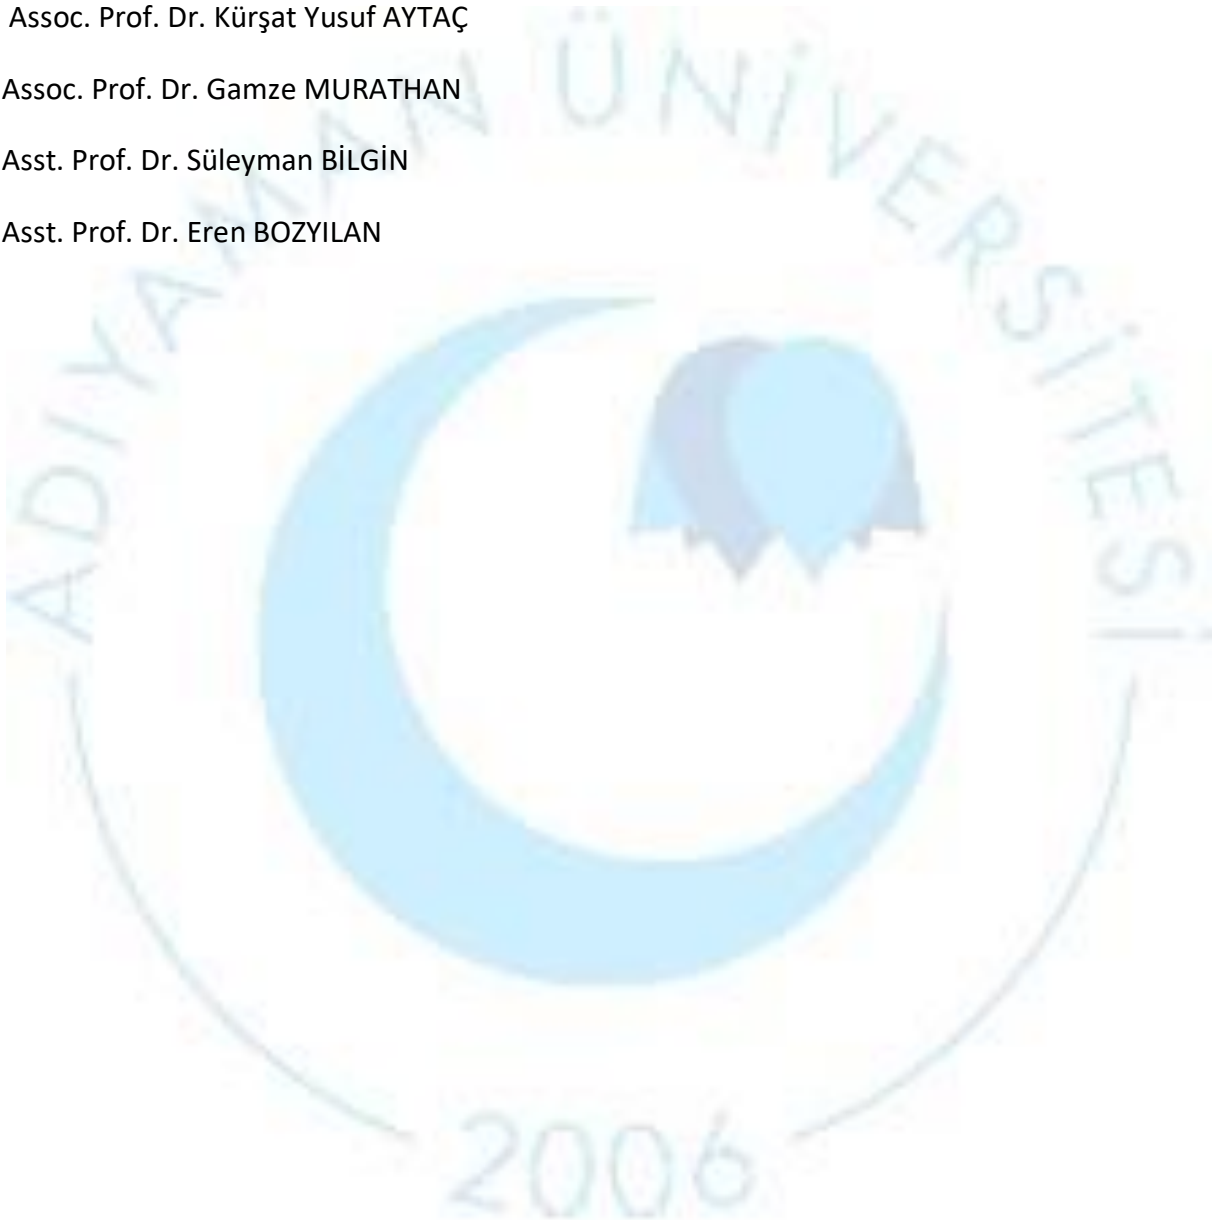 Assoc. Prof. Dr. Kürşat Yusuf AYTAÇ
Assoc. Prof. Dr. Gamze MURATHAN
Asst. Prof. Dr. Süleyman BİLGİN
Asst. Prof. Dr. Eren BOZYILAN
ADIYAMAN ÜNİVERSİTESİ
2006